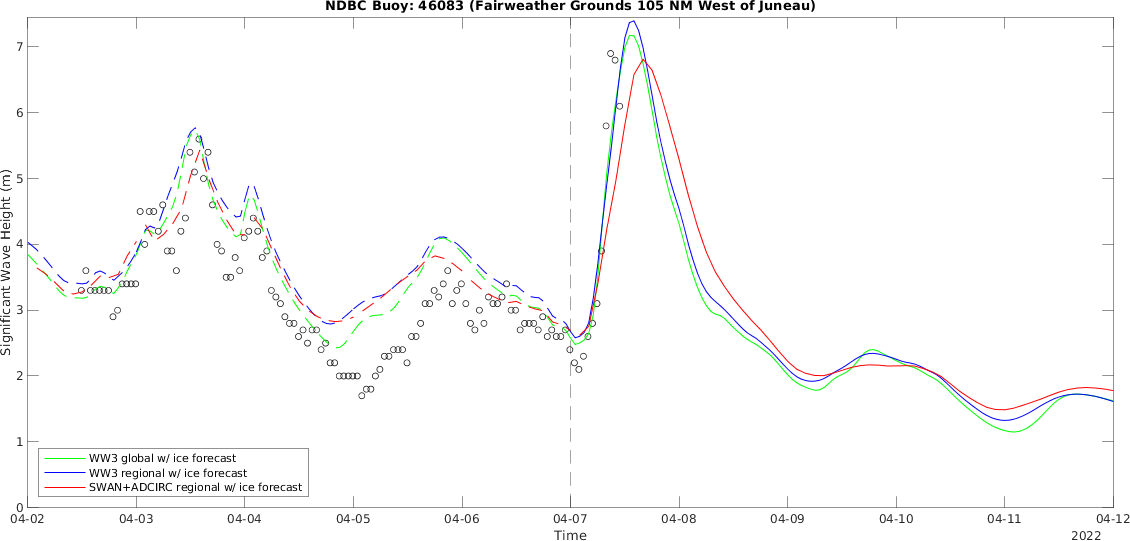 NDBC Buoy: 46083 (Fairweather Grounds 105 NM West of Juneau)
Significant Wave Height (m)
7
6
5
4
3
2
1
0
WW3 global w/ ice forecast
WW3 regional w/ ice forecast
SWAN+ADCIRC regional w/ ice forecast
04-02 04-03 04-04 04-05 04-06 04-07 04-08 04-09 04-10 04-11 04-12
Time
2022